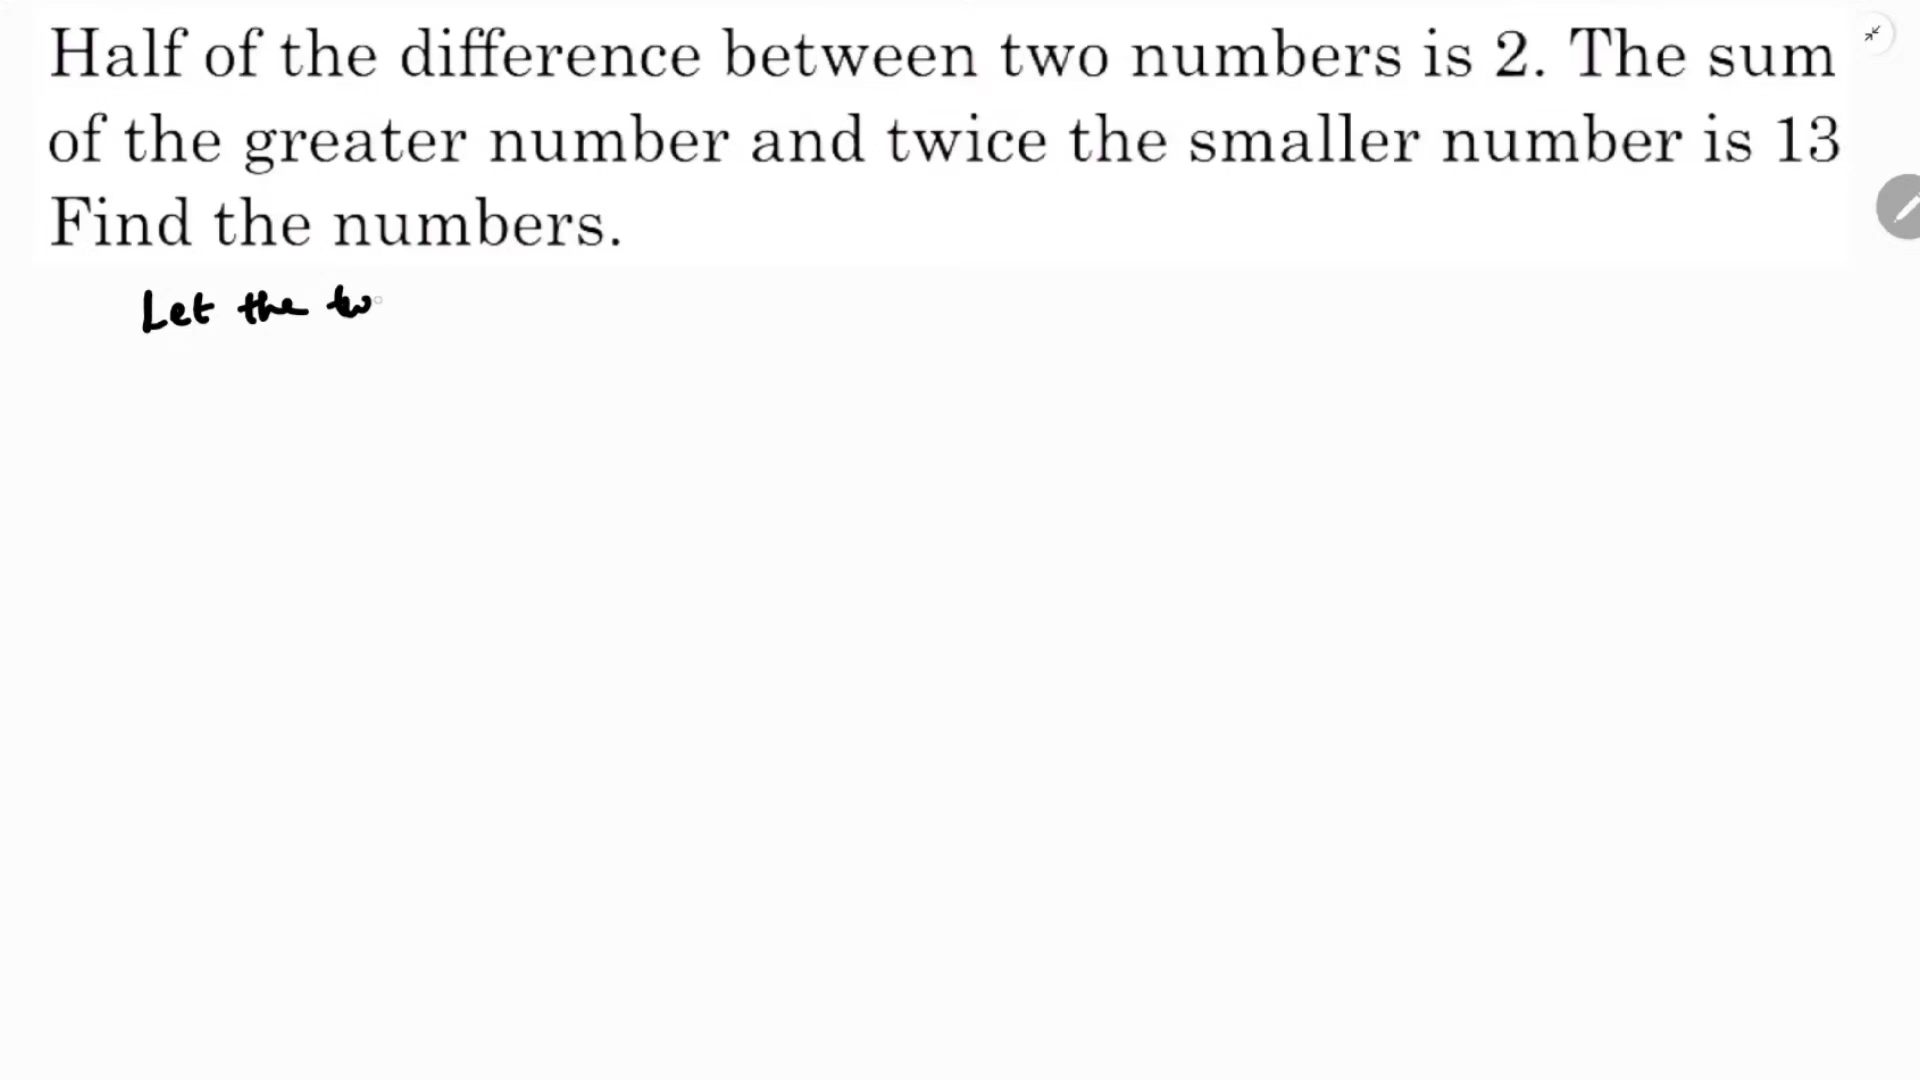 Half of the difference between two numbers is 2. The sum
of the greater number and twice the smaller number is 13
Find the numbers.
Let the tw